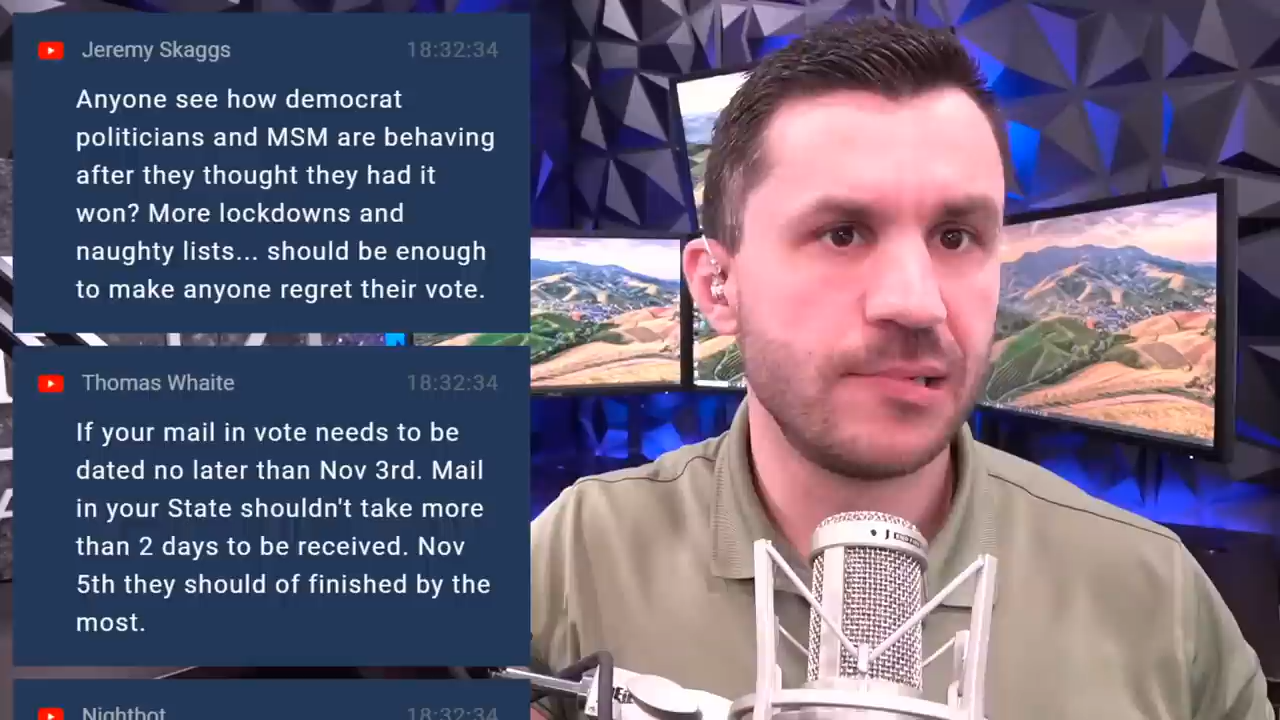 Jeremy Skaggs 18:32:34
Anyone see how democrat
politicians and MSM are behaving
after they thought they had it
won? More lockdowns and
naughty lists... should be enough
to make anyone regret their vote.
Thomas Whaite 18:32:34
If your mail in vote needs to be
dated no later than Nov 3rd. Mail
in your State shouldn't take more
than 2 days to be received. Nov
5th they should of finished by the
most.
Nightbot 18:32:34